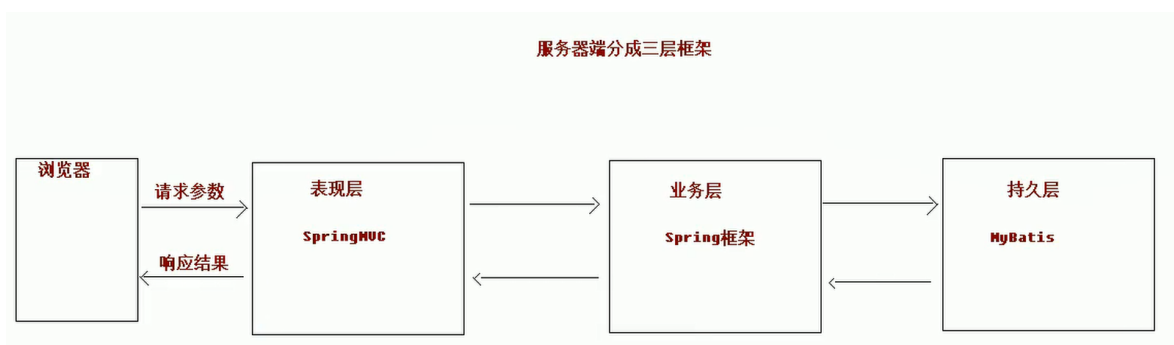 服务器端分成三层框架
浏览器
请求参数
响应结果
表现层
SpringMVC
业务层
Spring框架
持久层
MyBatis